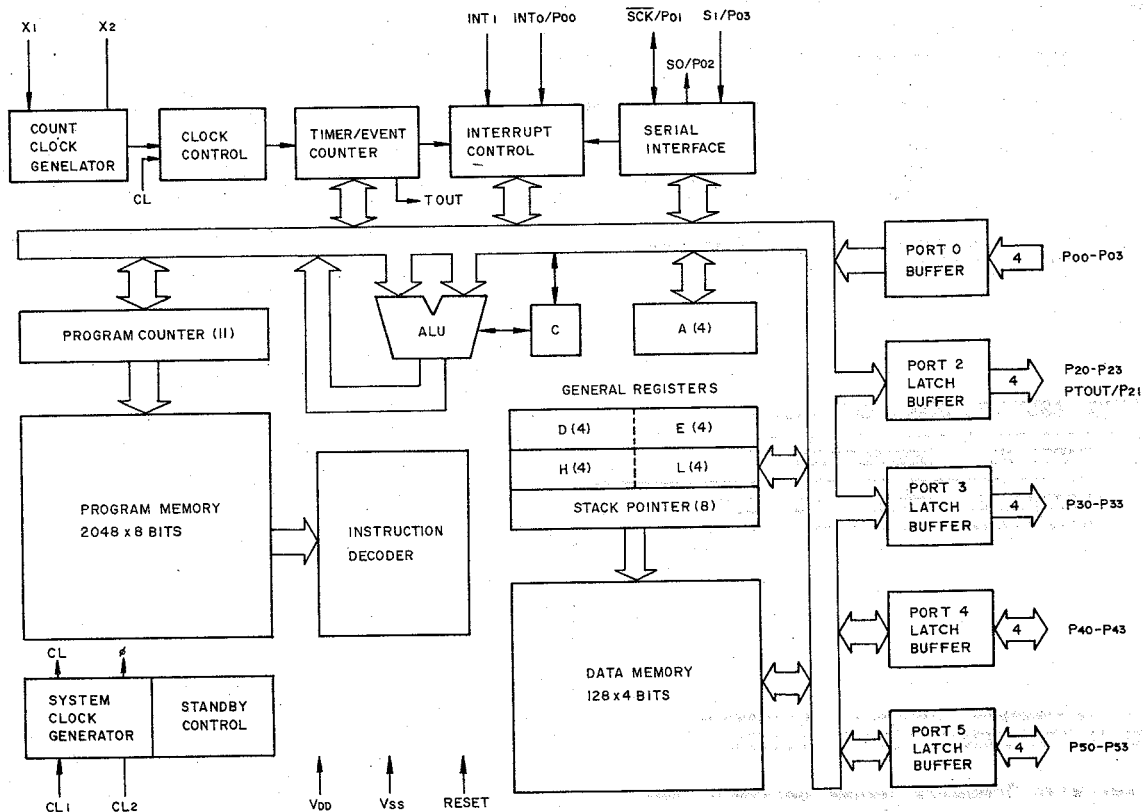 X1
X2
INT1
INT0/P00
SCK/P01
SO/P02
SI/P03
COUNT
CLOCK
GENELATOR
CLOCK
CONTROL
TIMER/EVENT
COUNTER
INTERRUPT
CONTROL
SERIAL
INTERFACE
CL
TOUT
PORT 0
BUFFER
4
P00-P03
PROGRAM COUNTER (11)
ALU
C
A (4)
PORT 2
LATCH
BUFFER
4
P20-P23
PTOUT/P21
GENERAL REGISTERS
D (4)
E (4)
H (4)
L (4)
STACK POINTER (8)
PORT 3
LATCH
BUFFER
4
P30-P33
PROGRAM MEMORY
2048 x 8 BITS
INSTRUCTION
DECODER
PORT 4
LATCH
BUFFER
4
P40-P43
DATA MEMORY
128 x 4 BITS
CL
ø
SYSTEM
CLOCK
GENERATOR
STANDBY
CONTROL
PORT 5
LATCH
BUFFER
4
P50-P53
CL1
CL2
VDD
VSS
RESET